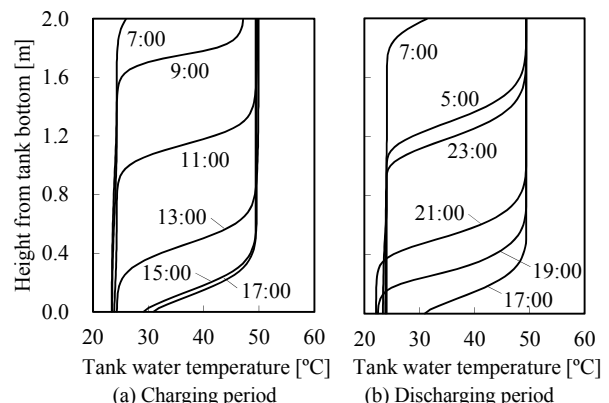 Height from tank bottom [m]
2.0
1.6
1.2
0.8
0.4
0.0
7:00
9:00
11:00
13:00
15:00
17:00
20 30 40 50 60
Tank water temperature [ºC]
(a) Charging period
7:00
5:00
23:00
21:00
19:00
17:00
20 30 40 50 60
Tank water temperature [ºC]
(b) Discharging period